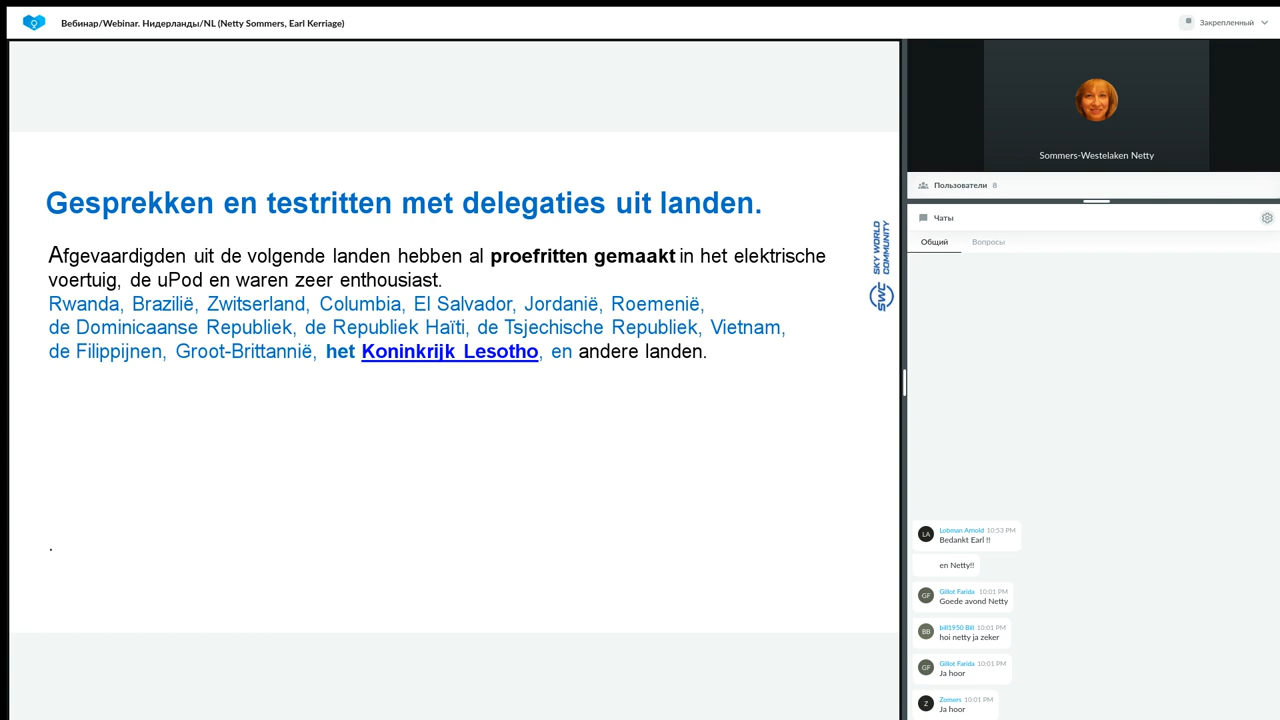 Вебинар/Webinar. Нидерланды/NL (Netty Sommers, Earl Kerriage)
Закрепленный
Gesprekken en testritten met delegaties uit landen.
Afgevaardigden uit de volgende landen hebben al proefritten gemaakt in het elektrische
voertuig, de uPod en waren zeer enthousiast.
Rwanda, Brazilië, Zwitserland, Columbia, El Salvador, Jordanië, Roemenië,
de Dominicaanse Republiek, de Republiek Haïti, de Tsjechische Republiek, Vietnam,
de Filippijnen, Groot-Brittannië, het Koninkrijk Lesotho, en andere landen.
.
SKY WORLD
COMMUNITY
SWC
Sommers-Westelaken Netty
Пользователи 8
Чаты
Общий Вопросы
LA Lobman Arnold 10:53 PM
Bedankt Earl !!
en Netty!!
GF Gillot Farida 10:01 PM
Goede avond Netty
BB bill1950 Bill 10:01 PM
hoi netty ja zeker
GF Gillot Farida 10:01 PM
Ja hoor
Z Zomers 10:01 PM
Ja hoor